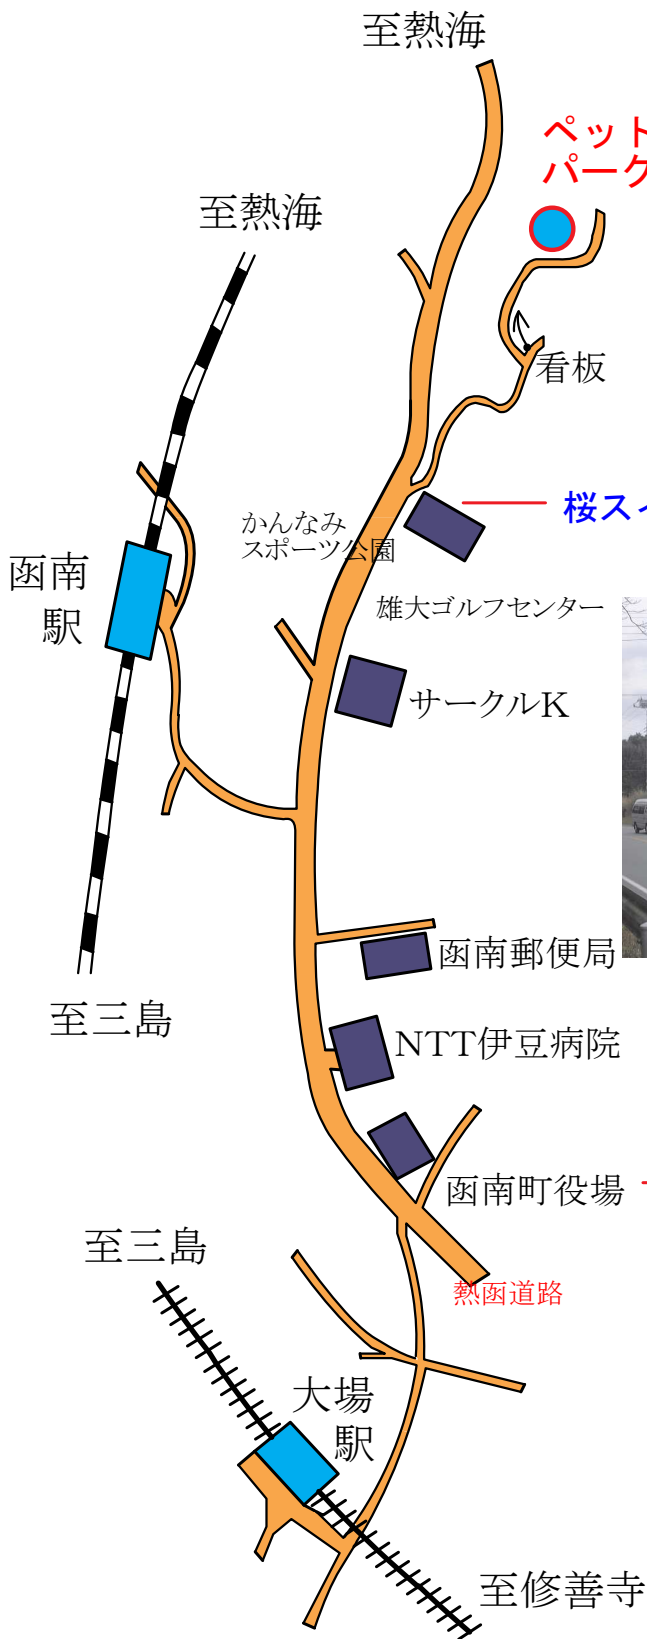 至熱海
ペット
パーク
至熱海
看板
桜スイ
かんなみ
スポーツ公園
函南
駅
雄大ゴルフセンター
サークルK
函南郵便局
至三島
NTT伊豆病院
函南町役場
至三島
熱函道路
大場
駅
至修善寺